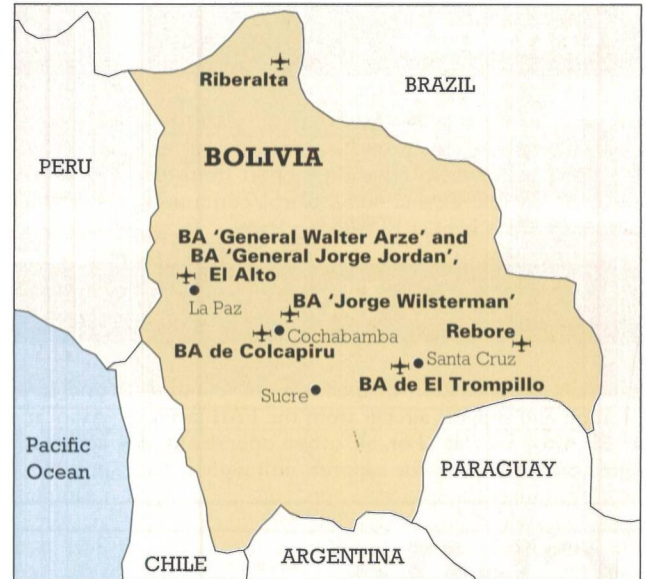 Riberalta
BRAZIL
PERU
BOLIVIA
BA ‘General Walter Arze’ and
BA ‘General Jorge Jordan’,
El Alto
La Paz
BA ‘Jorge Wilsterman’
Cochabamba
Rebore
BA de Colcapiru
Santa Cruz
BA de El Trompillo
Sucre
Pacific
Ocean
PARAGUAY
CHILE
ARGENTINA